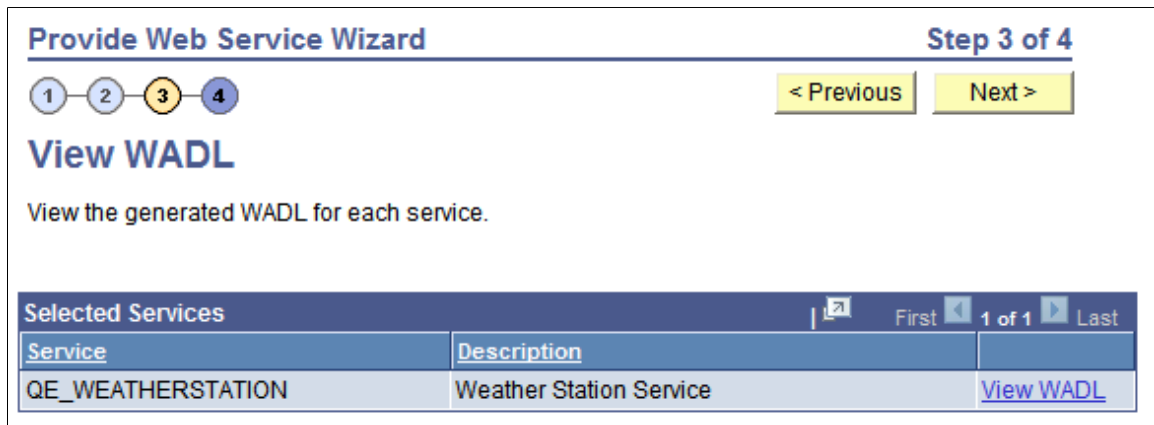 Provide Web Service Wizard Step 3 of 4
1 2 3 4 < Previous Next >
View WADL
View the generated WADL for each service.
Selected Services | First 1 of 1 Last
Service Description
QE_WEATHERSTATION Weather Station Service View WADL